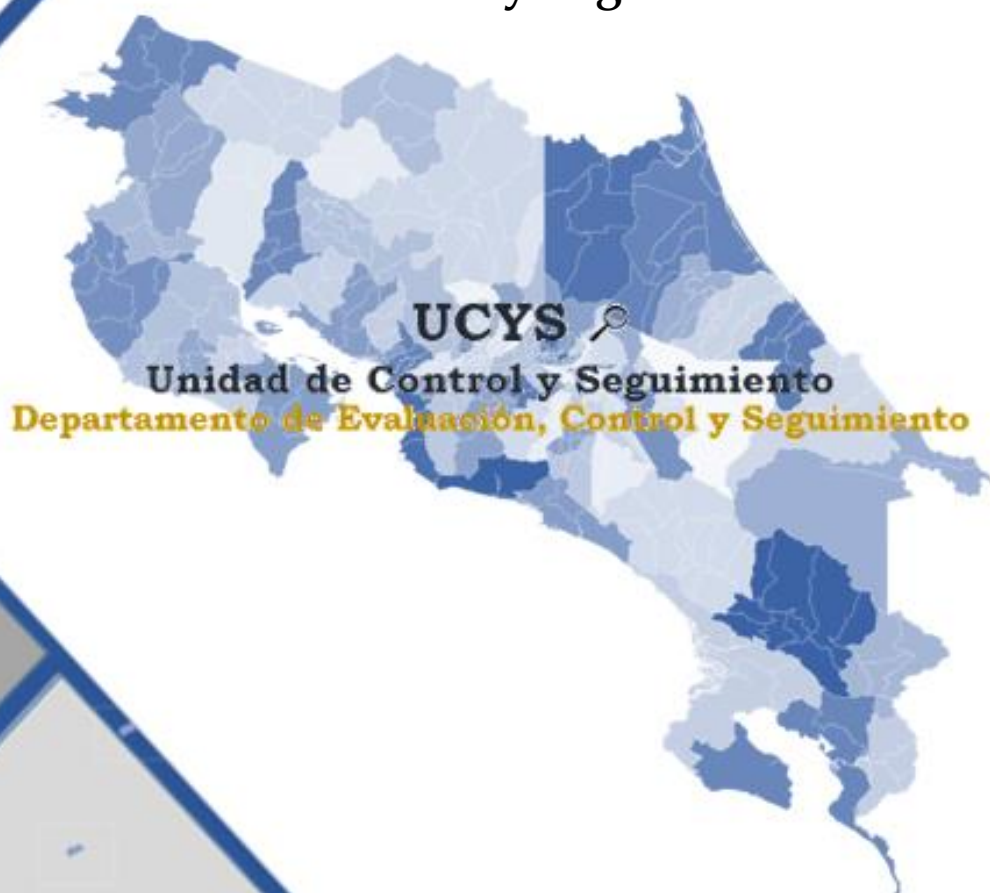 UCYS
Unidad de Control y Seguimiento
Departamento de Evaluación, Control y Seguimiento